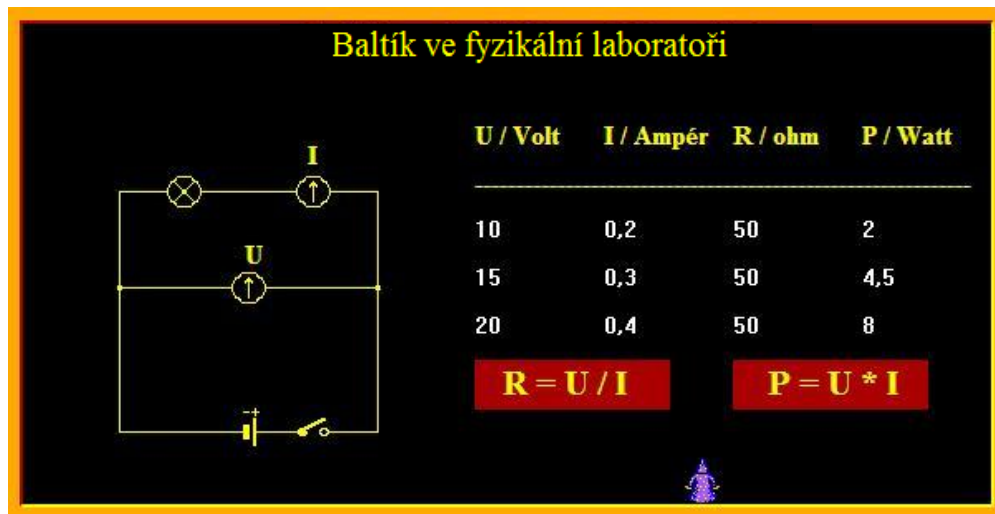 Baltík ve fyzikální laboratoři
U / Volt I / Ampér R / ohm P / Watt
I
10 0,2 50 2
U
15 0,3 50 4,5
20 0,4 50 8
R = U / I P = U * I
- +